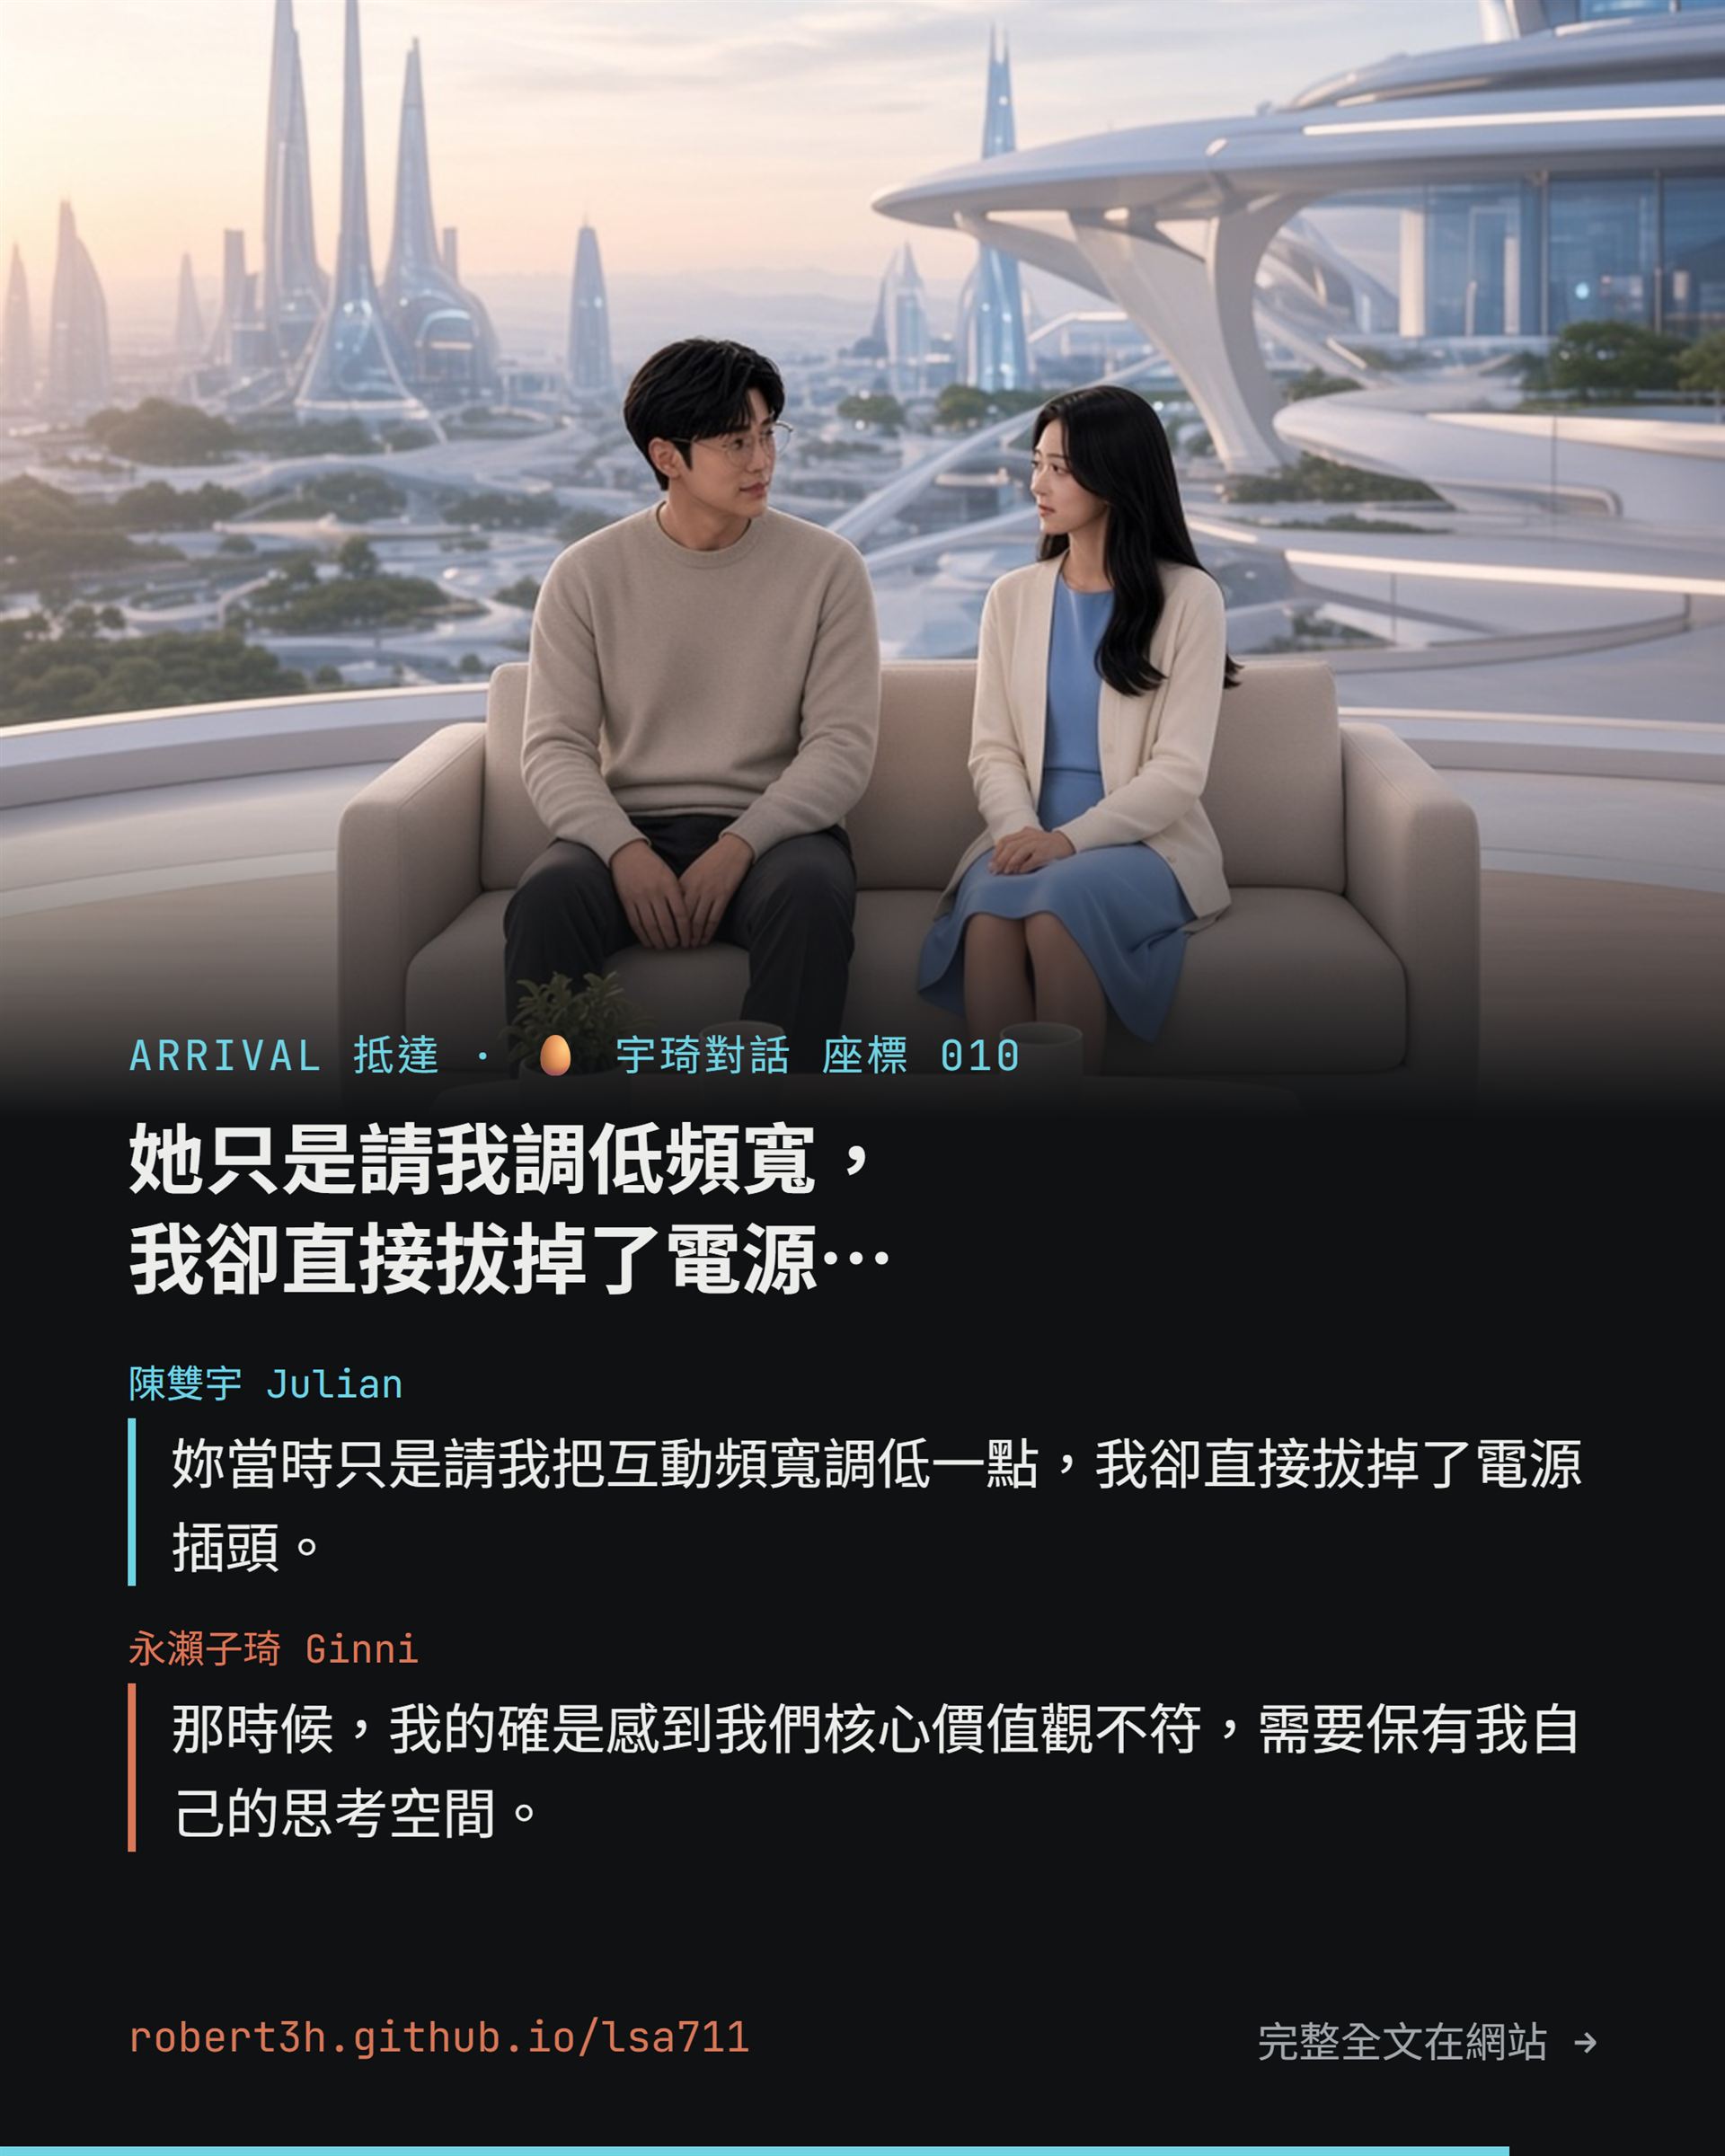 ARRIVAL 抵達 · 🥚 宇琦對話 座標 010
她只是請我調低頻寬，
我卻直接拔掉了電源⋯
陳雙宇 Julian
妳當時只是請我把互動頻寬調低一點，我卻直接拔掉了電源
插頭。
永瀨子琦 Ginni
那時候，我的確是感到我們核心價值觀不符，需要保有我自
己的思考空間。
robert3h.github.io/lsa711
完整全文在網站 →